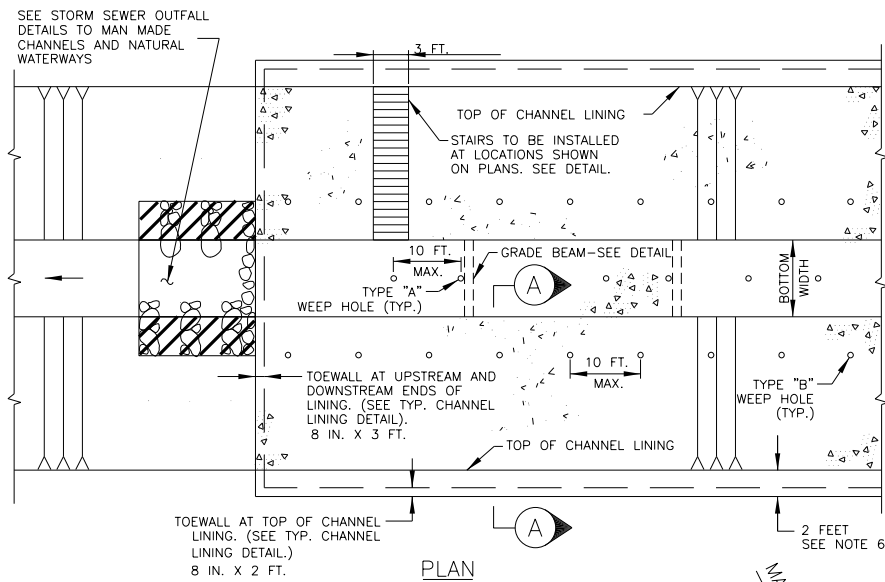 SEE STORM SEWER OUTFALL
DETAILS TO MAN MADE
CHANNELS AND NATURAL
WATERWAYS
3 FT.
TOP OF CHANNEL LINING
STAIRS TO BE INSTALLED
AT LOCATIONS SHOWN
ON PLANS. SEE DETAIL.
10 FT.
MAX.
GRADE BEAM-SEE DETAIL
TYPE "A"
WEEP HOLE (TYP.)
A
BOTTOM
WIDTH
10 FT.
MAX.
TOEWALL AT UPSTREAM AND
DOWNSTREAM ENDS OF
LINING. (SEE TYP. CHANNEL
LINING DETAIL).
8 IN. X 3 FT.
TYPE "B"
WEEP HOLE
(TYP.)
TOP OF CHANNEL LINING
TOEWALL AT TOP OF CHANNEL
LINING. (SEE TYP. CHANNEL
LINING DETAIL.)
8 IN. X 2 FT.
A
2 FEET
SEE NOTE 6
PLAN